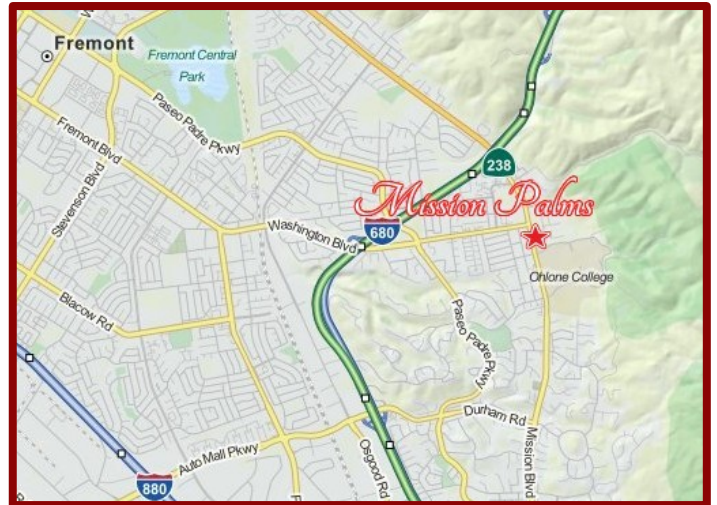 Fremont
Fremont Central
Park
Paseo Padre Pkwy
Fremont Blvd
Stevenson Blvd
238
Mission Palms
680
Washington Blvd
Ohlone College
Blacow Rd
Paseo Padre Pkwy
Durham Rd
Mission Blvd
Auto Mall Pkwy
Osgood Rd
880